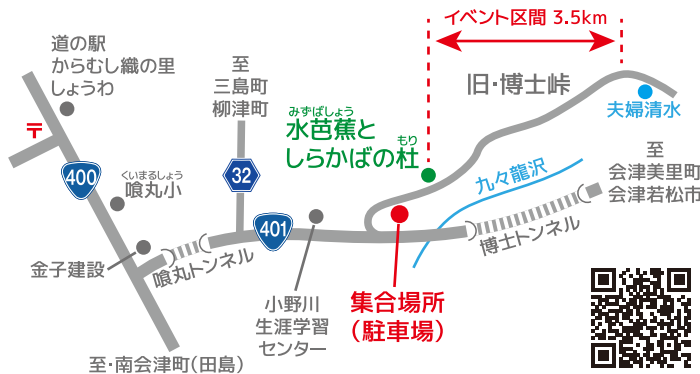 イベント区間 3.5km
道の駅
からむし織の里
しょうわ
至
三島町
柳津町
旧・博士峠
夫婦清水
みずばしょう
水芭蕉と
もり
しらかばの杜
〒
400
くいまるしょう
喰丸小
32
九々龍沢
至
会津美里町
会津若松市
401
金子建設
喰丸トンネル
博士トンネル
小野川
生涯学習
センター
集合場所
（駐車場）
至・南会津町（田島）